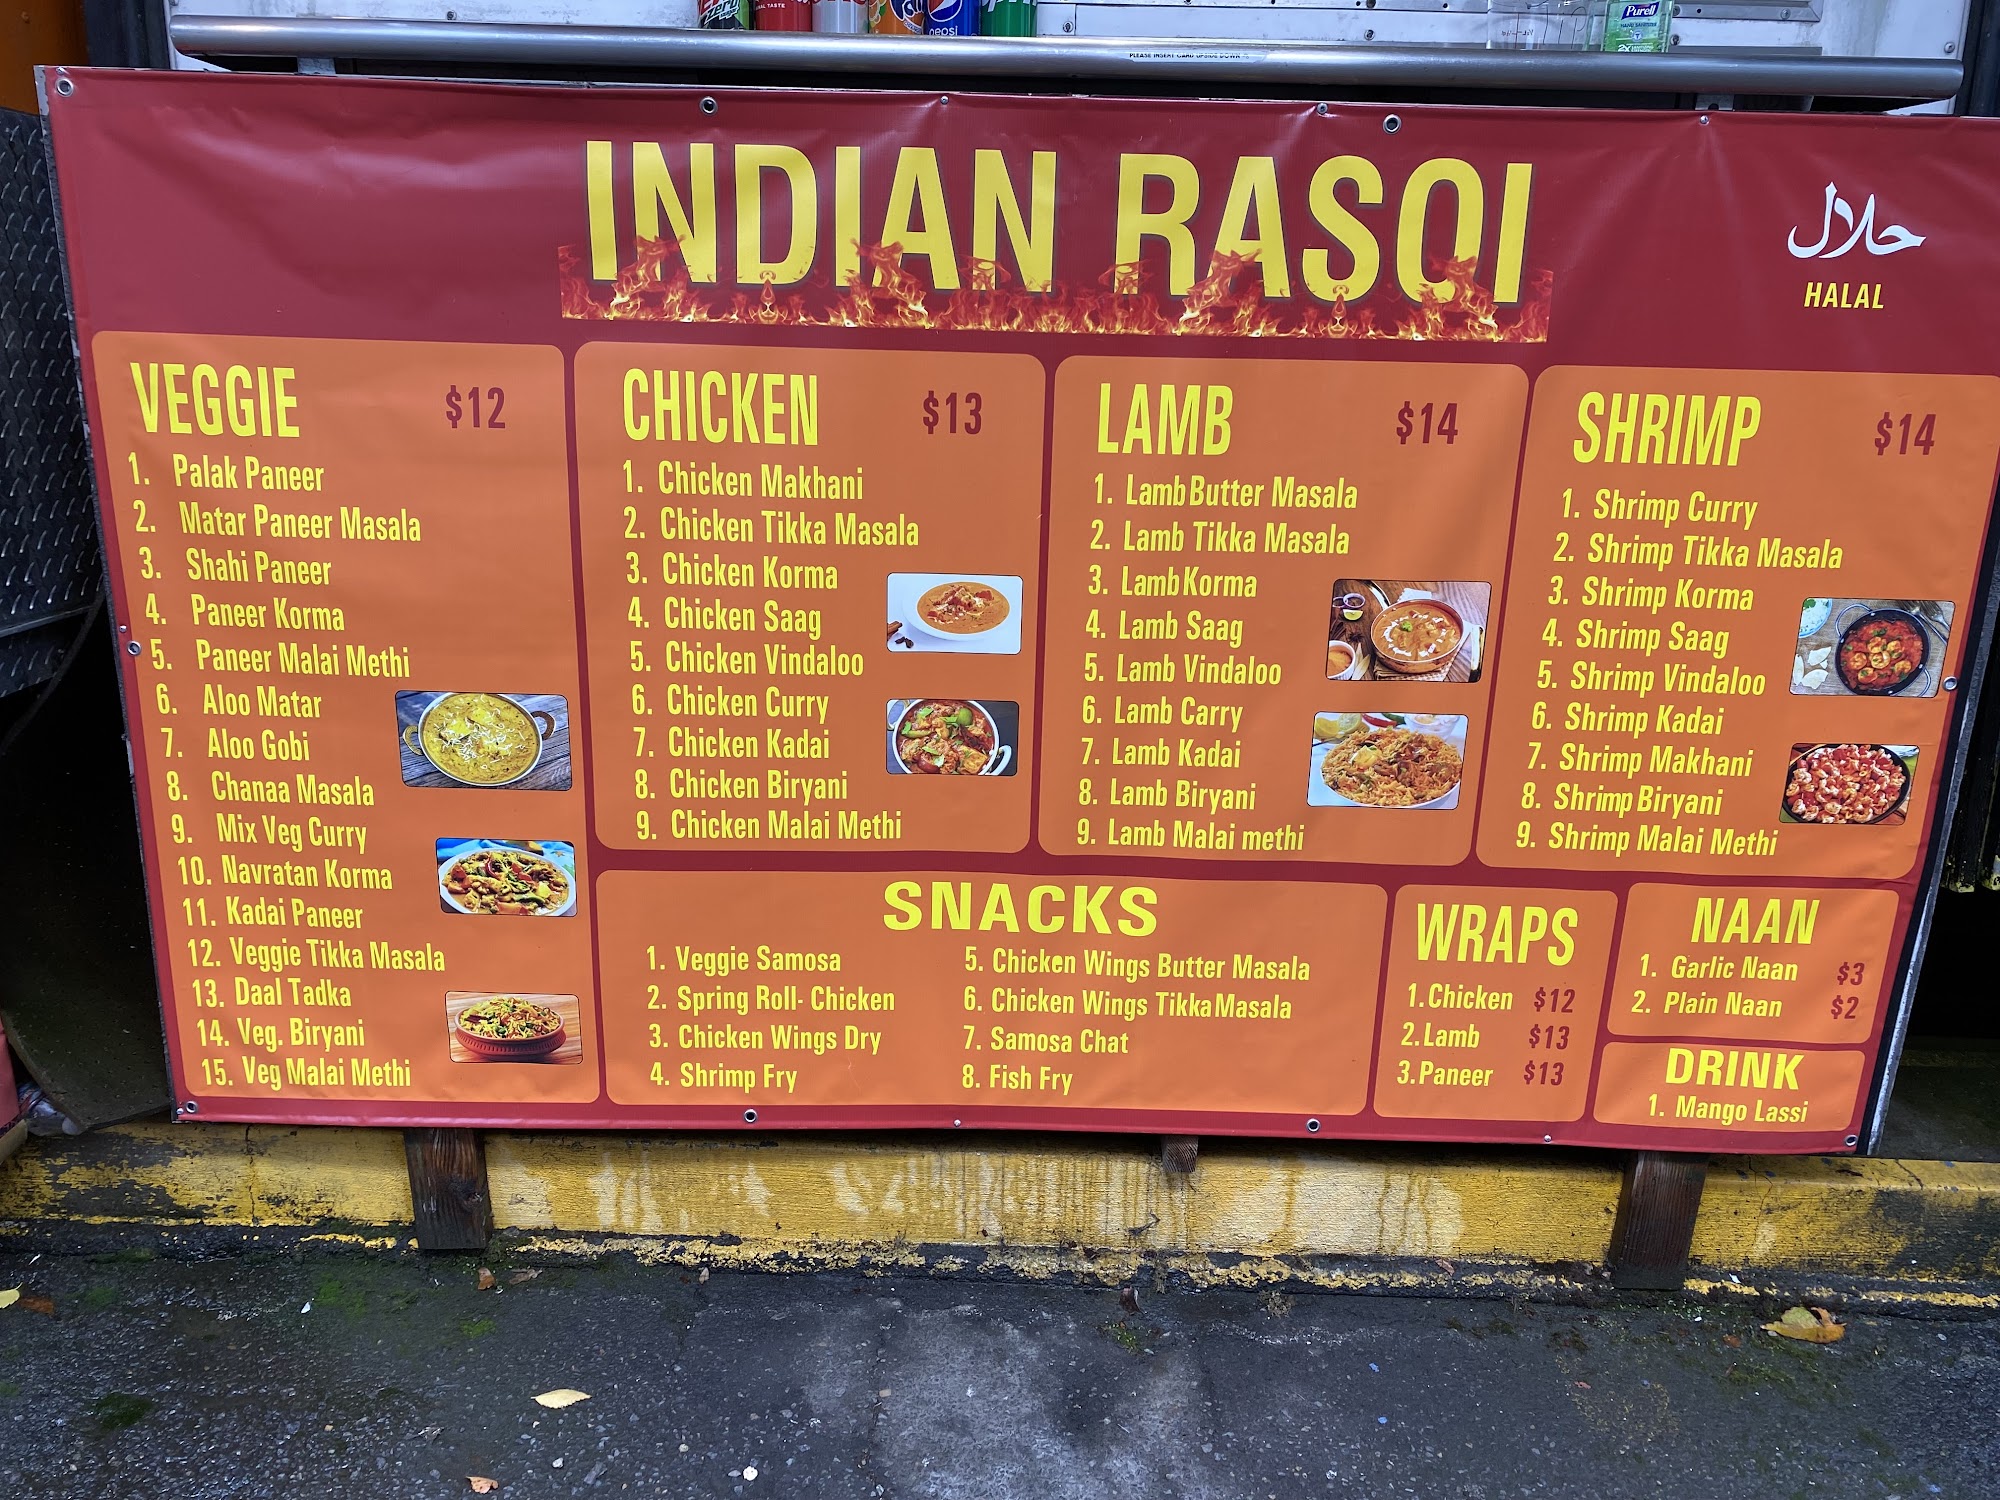 PLEASE INSERT CARD UPSIDE DOWN
Purell
pepsi
INDIAN RASOI
حلال
HALAL
VEGGIE $12
1. Palak Paneer
2. Matar Paneer Masala
3. Shahi Paneer
4. Paneer Korma
5. Paneer Malai Methi
6. Aloo Matar
7. Aloo Gobi
8. Chanaa Masala
9. Mix Veg Curry
10. Navratan Korma
11. Kadai Paneer
12. Veggie Tikka Masala
13. Daal Tadka
14. Veg. Biryani
15. Veg Malai Methi
CHICKEN $13
1. Chicken Makhani
2. Chicken Tikka Masala
3. Chicken Korma
4. Chicken Saag
5. Chicken Vindaloo
6. Chicken Curry
7. Chicken Kadai
8. Chicken Biryani
9. Chicken Malai Methi
LAMB $14
1. Lamb Butter Masala
2. Lamb Tikka Masala
3. Lamb Korma
4. Lamb Saag
5. Lamb Vindaloo
6. Lamb Carry
7. Lamb Kadai
8. Lamb Biryani
9. Lamb Malai methi
SHRIMP $14
1. Shrimp Curry
2. Shrimp Tikka Masala
3. Shrimp Korma
4. Shrimp Saag
5. Shrimp Vindaloo
6. Shrimp Kadai
7. Shrimp Makhani
8. Shrimp Biryani
9. Shrimp Malai Methi
SNACKS
1. Veggie Samosa
2. Spring Roll- Chicken
3. Chicken Wings Dry
4. Shrimp Fry
5. Chicken Wings Butter Masala
6. Chicken Wings Tikka Masala
7. Samosa Chat
8. Fish Fry
WRAPS
1.Chicken $12
2.Lamb $13
3.Paneer $13
NAAN
1. Garlic Naan $3
2. Plain Naan $2
DRINK
1. Mango Lassi